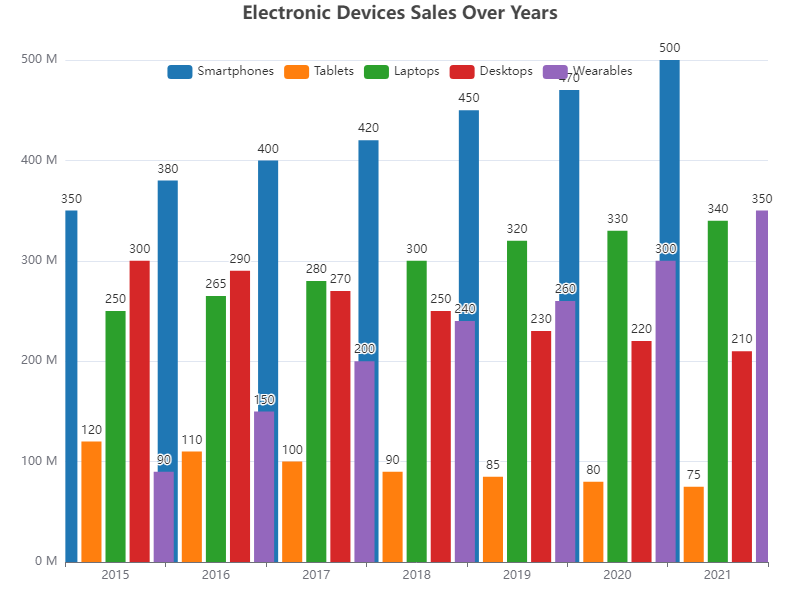 Electronic Devices Sales Over Years
500 M
400 M
300 M
200 M
100 M
0 M
Smartphones Tablets Laptops Desktops Wearables
350 120 250 300 90
380 110 265 290 150
400 100 280 270 200
420 90 300 250 240
450 85 320 230 260
470 80 330 220 300
500 75 340 210 350
2015 2016 2017 2018 2019 2020 2021